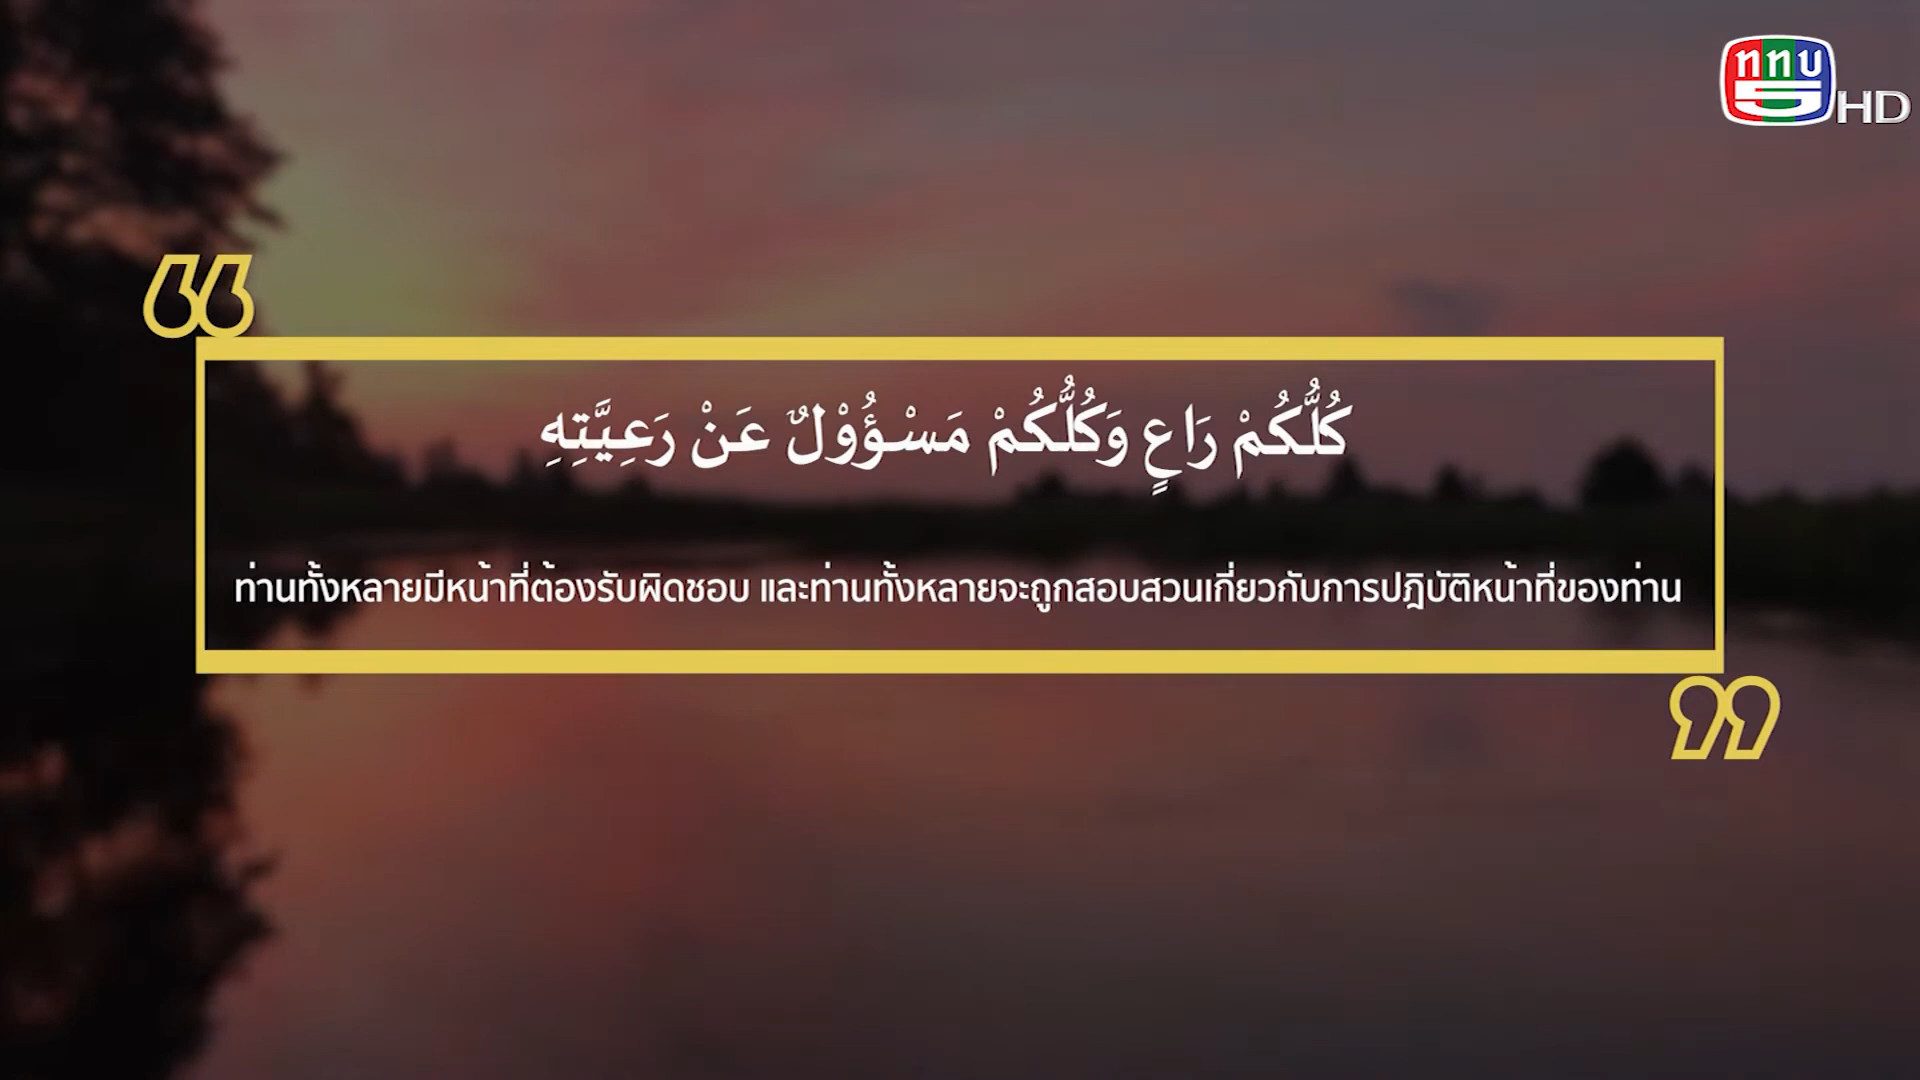 ททบ
5HD
كُلُّكُمْ رَاعٍ وَكُلُّكُمْ مَسْؤُوْلٌ عَنْ رَعِيَّتِهِ
ท่านทั้งหลายมีหน้าที่ต้องรับผิดชอบ และท่านทั้งหลายจะถูกสอบสวนเกี่ยวกับการปฎิบัติหน้าที่ของท่าน